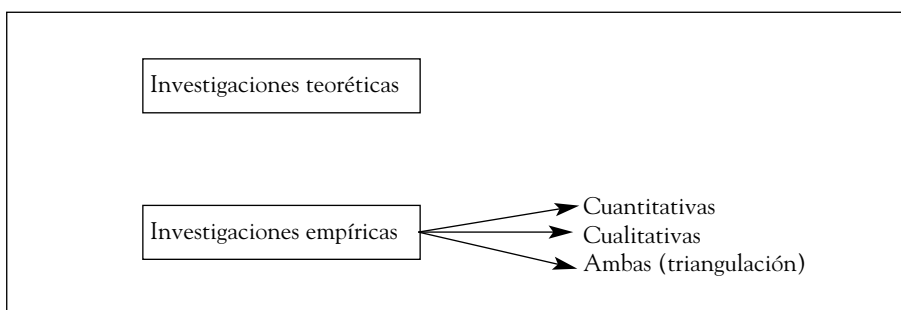 Investigaciones teoréticas
Investigaciones empíricas
Cuantitativas
Cualitativas
Ambas (triangulación)